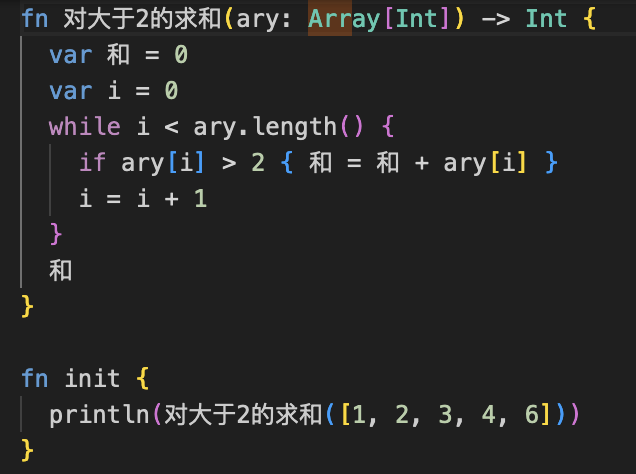 fn 对大于2的求和(ary: Array[Int]) -> Int {
  var 和 = 0
  var i = 0
  while i < ary.length() {
    if ary[i] > 2 { 和 = 和 + ary[i] }
    i = i + 1
  }
  和
}

fn init {
  println(对大于2的求和([1, 2, 3, 4, 6]))
}